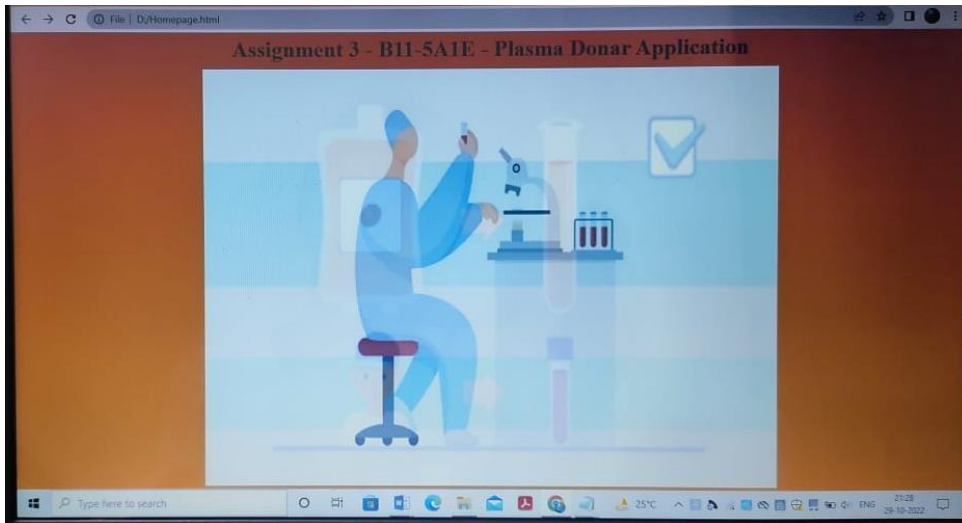 File | D:/Homepage.html
Assignment 3 - B11-5A1E - Plasma Donar Application
Type here to search
25°C
ENG
21:28
29-10-2022